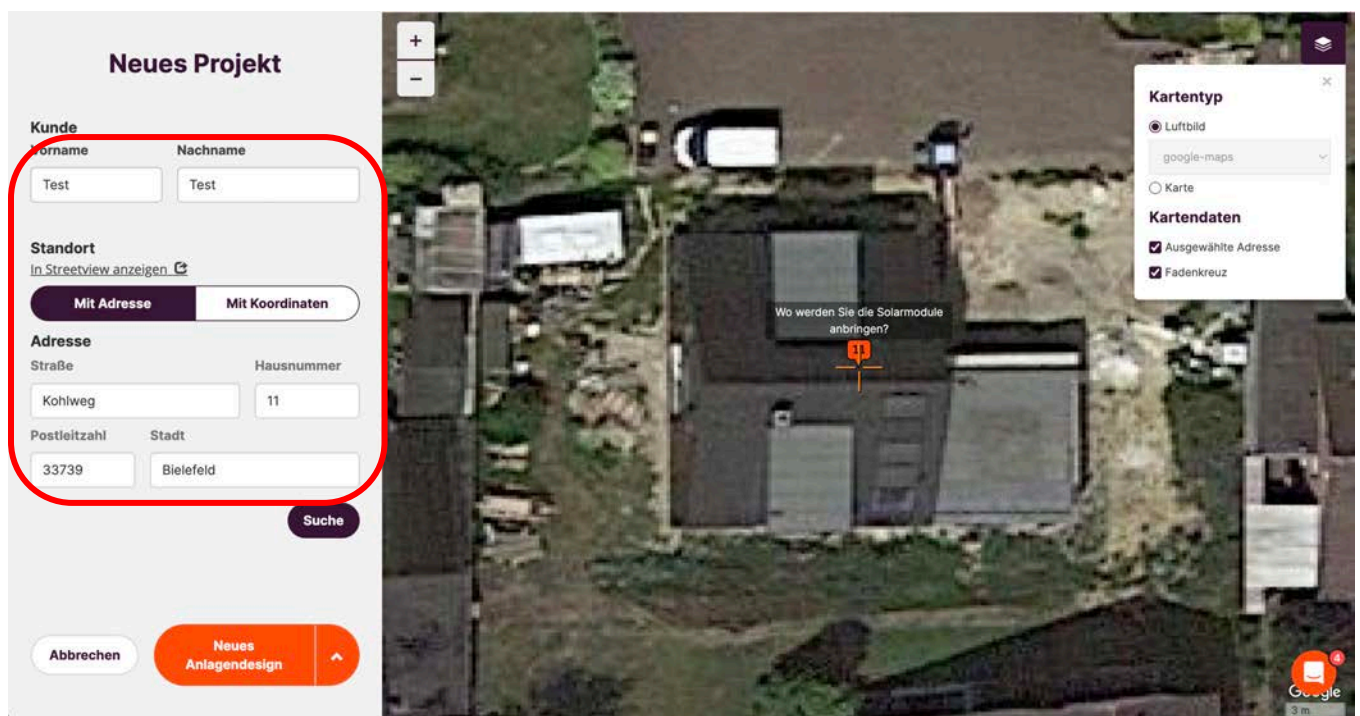 Neues Projekt
Kunde
Vorname Nachname
Test Test
Standort
In Streetview anzeigen
Mit Adresse Mit Koordinaten
Adresse
Straße Hausnummer
Kohlweg 11
Postleitzahl Stadt
33739 Bielefeld
Suche
Abbrechen
Neues
Anlagendesign
+
−
Wo werden Sie die Solarmodule
anbringen?
11
Kartentyp
×
Luftbild
google-maps
Karte
Kartendaten
Ausgewählte Adresse
Fadenkreuz
4
Google
3 m